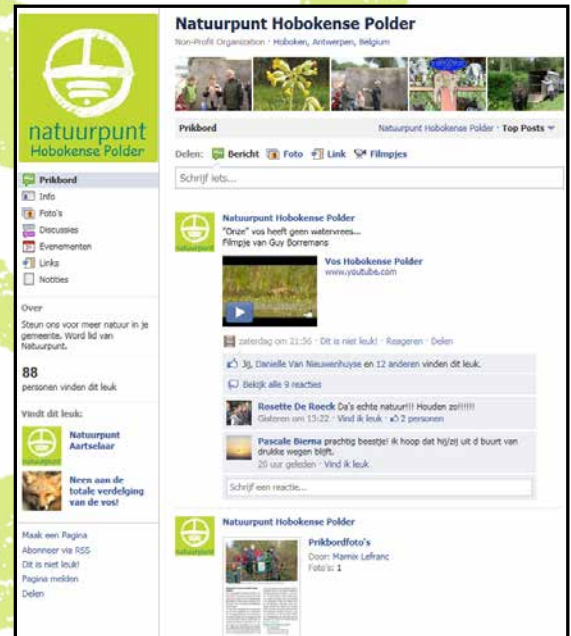 natuurpunt
Hobokense Polder
Prikbord
Info
Foto's
Discussies
Evenementen
Links
Notities
Over
Steun ons voor meer natuur in je
gemeente. Word lid van
Natuurpunt.
88
personen vinden dit leuk
Vindt dit leuk:
Natuurpunt
Aartselaar
Neen aan de
totale verdelging
van de vos!
Maak een Pagina
Abonneer via RSS
Dit is niet leuk!
Pagina melden
Delen
Natuurpunt Hobokense Polder
Non-Profit Organization · Hoboken, Antwerpen, Belgium
Prikbord Natuurpunt Hobokense Polder · Top Posts
Delen: Bericht Foto Link Filmpjes
Schrijf iets...
Natuurpunt Hobokense Polder
"Onze" vos heeft geen watervrees...
Filmpje van Guy Borremans
Vos Hobokense Polder
www.youtube.com
zaterdag om 21:56 · Dit is niet leuk! · Reageren · Delen
Jij, Danielle Van Nieuwenhuyse en 12 anderen vinden dit leuk.
Bekijk alle 9 reacties
Rosette De Roeck Da's echte natuur!!! Houden zo!!!!!!
Gisteren om 13:22 · Vind ik leuk · 2 personen
Pascale Bierna prachtig beestje! ik hoop dat hij/zij uit d buurt van
drukke wegen blijft.
20 uur geleden · Vind ik leuk
Schrijf een reactie...
Natuurpunt Hobokense Polder
Prikbordfoto's
Door: Marnix Lefranc
Foto's: 1